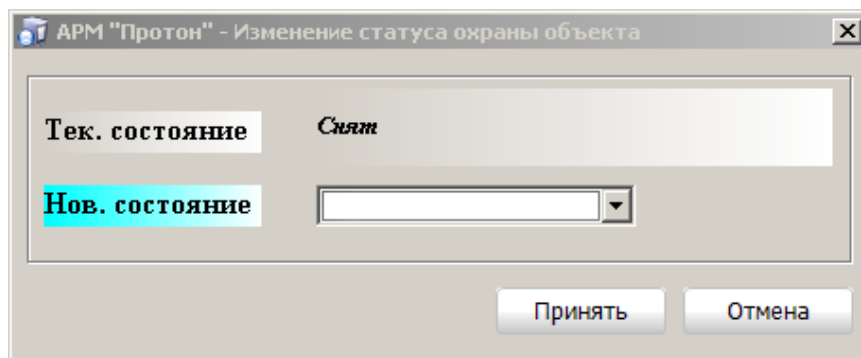 АРМ "Протон" - Изменение статуса охраны объекта
Тек. состояние
Снят
Нов. состояние
Принять
Отмена